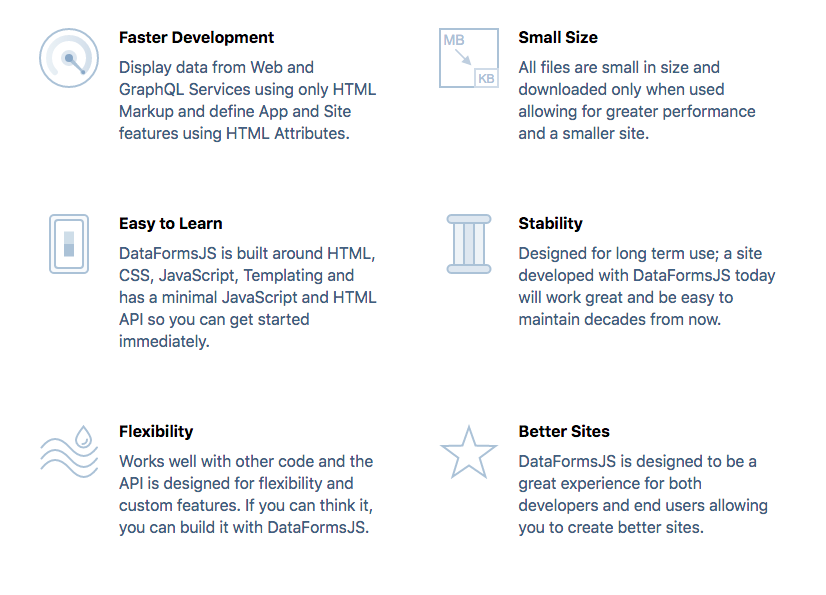 Faster Development
Display data from Web and
GraphQL Services using only HTML
Markup and define App and Site
features using HTML Attributes.
MB
KB
Small Size
All files are small in size and
downloaded only when used
allowing for greater performance
and a smaller site.
Easy to Learn
DataFormsJS is built around HTML,
CSS, JavaScript, Templating and
has a minimal JavaScript and HTML
API so you can get started
immediately.
Stability
Designed for long term use; a site
developed with DataFormsJS today
will work great and be easy to
maintain decades from now.
Flexibility
Works well with other code and the
API is designed for flexibility and
custom features. If you can think it,
you can build it with DataFormsJS.
Better Sites
DataFormsJS is designed to be a
great experience for both
developers and end users allowing
you to create better sites.